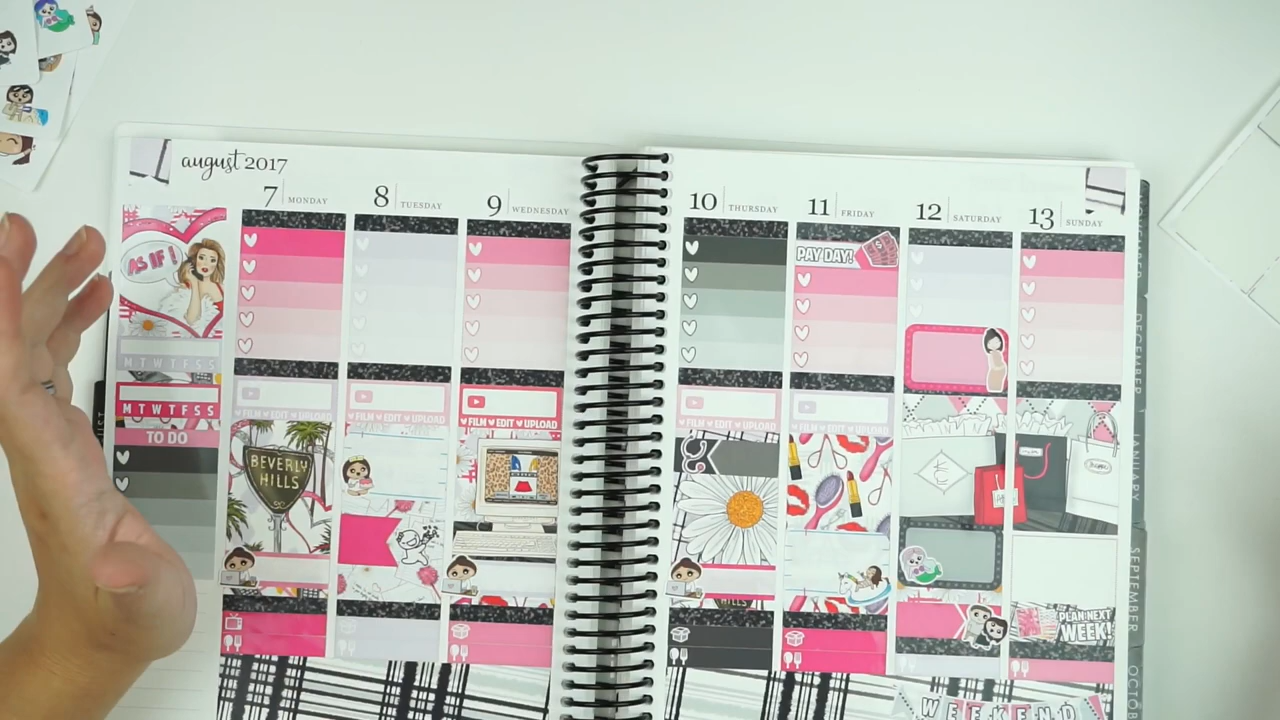 august 2017
7 MONDAY
8 TUESDAY
9 WEDNESDAY
10 THURSDAY
11 FRIDAY
12 SATURDAY
13 SUNDAY
AS IF !
M T W T F S S
M T W T F S S
TO DO
PAY DAY!
FILM EDIT UPLOAD
FILM EDIT UPLOAD
FILM EDIT UPLOAD
FILM EDIT UPLOAD
FILM EDIT UPLOAD
BEVERLY
HILLS
PLAN NEXT
WEEK!
WEEKEND
NOVEMBER
DECEMBER
JANUARY
SEPTEMBER
OCTOB